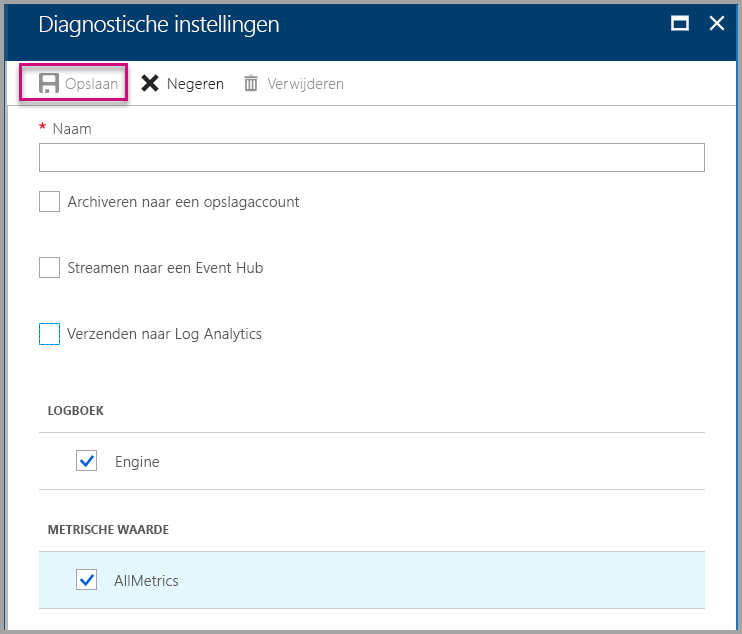 Diagnostische instellingen
Opslaan Negeren Verwijderen
* Naam
Archiveren naar een opslagaccount
Streamen naar een Event Hub
Verzenden naar Log Analytics
LOGBOEK
Engine
METRISCHE WAARDE
AllMetrics